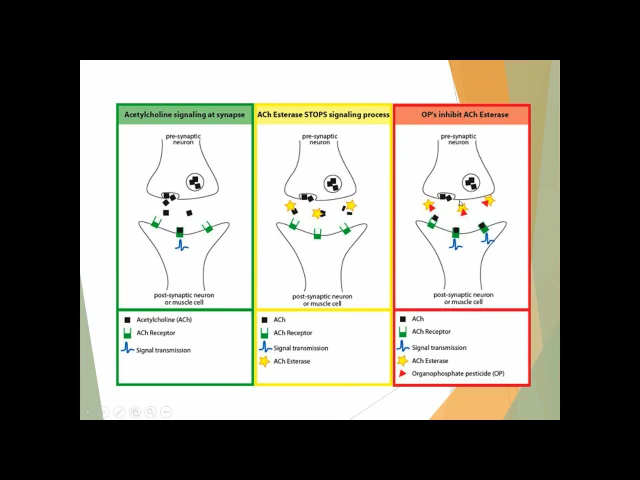 Acetylcholine signaling at synapse
pre-synaptic
neuron
post-synaptic neuron
or muscle cell
Acetylcholine (ACh)
ACh Receptor
Signal transmission
ACh Esterase STOPS signaling process
pre-synaptic
neuron
post-synaptic neuron
or muscle cell
ACh
ACh Receptor
Signal transmission
ACh Esterase
OP's inhibit ACh Esterase
pre-synaptic
neuron
post-synaptic neuron
or muscle cell
ACh
ACh Receptor
Signal transmission
ACh Esterase
Organophosphate pesticide (OP)